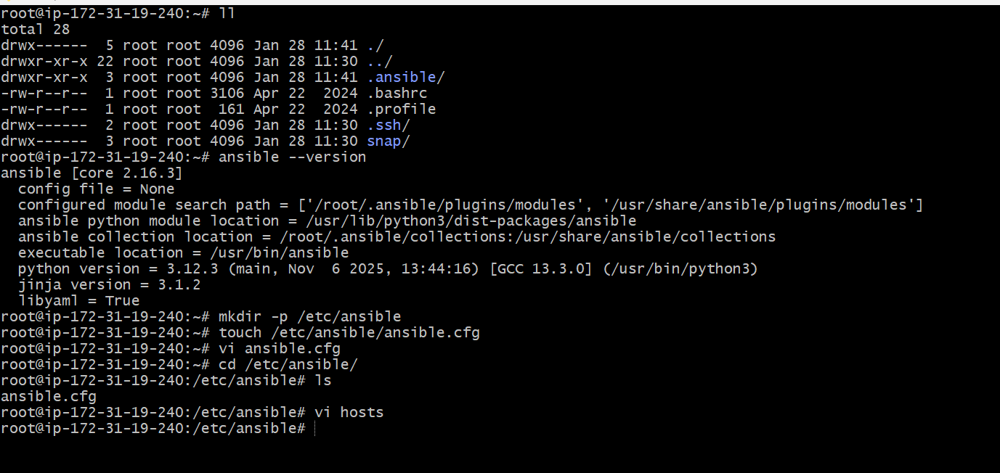 root@ip-172-31-19-240:~# ll
total 28
drwx------  5 root root 4096 Jan 28 11:41 ./
drwxr-xr-x 22 root root 4096 Jan 28 11:30 ../
drwxr-xr-x  3 root root 4096 Jan 28 11:41 .ansible/
-rw-r--r--  1 root root 3106 Apr 22  2024 .bashrc
-rw-r--r--  1 root root  161 Apr 22  2024 .profile
drwx------  2 root root 4096 Jan 28 11:30 .ssh/
drwx------  3 root root 4096 Jan 28 11:30 snap/
root@ip-172-31-19-240:~# ansible --version
ansible [core 2.16.3]
  config file = None
  configured module search path = ['/root/.ansible/plugins/modules', '/usr/share/ansible/plugins/modules']
  ansible python module location = /usr/lib/python3/dist-packages/ansible
  ansible collection location = /root/.ansible/collections:/usr/share/ansible/collections
  executable location = /usr/bin/ansible
  python version = 3.12.3 (main, Nov  6 2025, 13:44:16) [GCC 13.3.0] (/usr/bin/python3)
  jinja version = 3.1.2
  libyaml = True
root@ip-172-31-19-240:~# mkdir -p /etc/ansible
root@ip-172-31-19-240:~# touch /etc/ansible/ansible.cfg
root@ip-172-31-19-240:~# vi ansible.cfg
root@ip-172-31-19-240:~# cd /etc/ansible/
root@ip-172-31-19-240:/etc/ansible# ls
ansible.cfg
root@ip-172-31-19-240:/etc/ansible# vi hosts
root@ip-172-31-19-240:/etc/ansible#